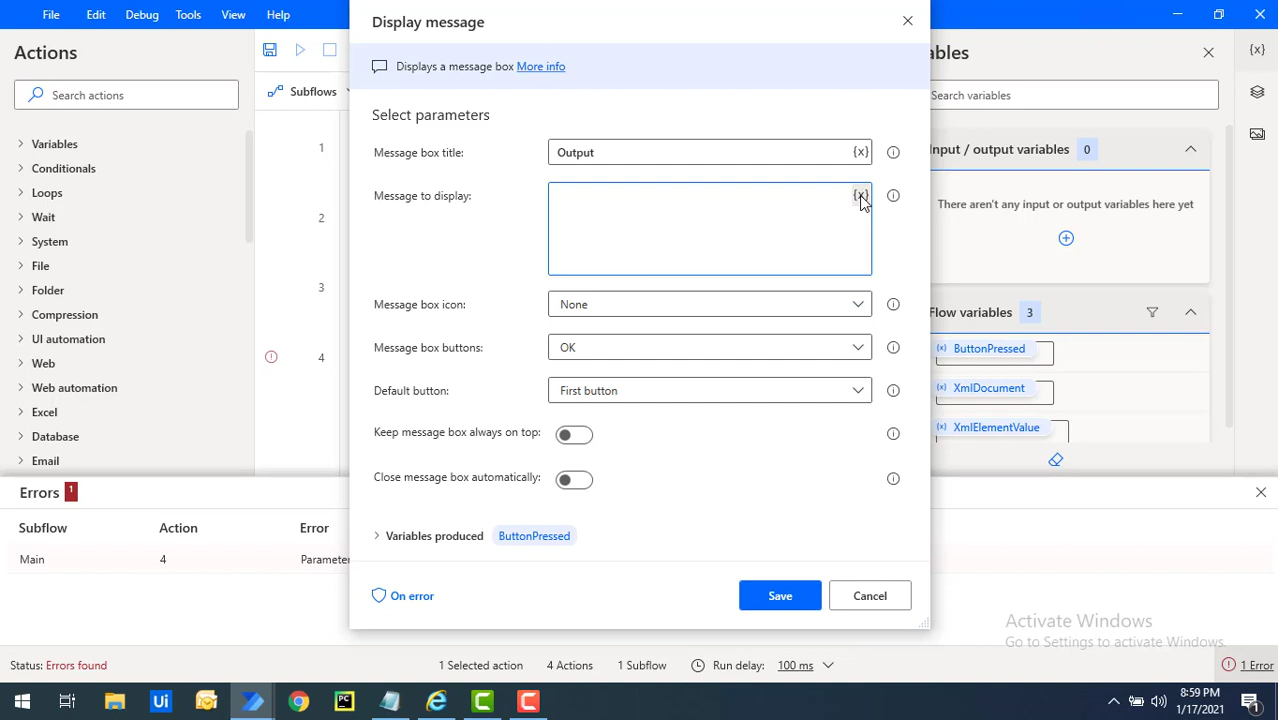 File Edit Debug Tools View Help
Actions
Search actions
Variables
Conditionals
Loops
Wait
System
File
Folder
Compression
UI automation
Web
Web automation
Excel
Database
Email
Subflows
1
2
3
4
Display message
Displays a message box More info
Select parameters
Message box title: Output {x}
Message to display: {x}
Message box icon: None
Message box buttons: OK
Default button: First button
Keep message box always on top:
Close message box automatically:
Variables produced ButtonPressed
On error Save Cancel
{x}
Search variables
Input / output variables 0
There aren't any input or output variables here yet
Flow variables 3
(x) ButtonPressed
(x) XmlDocument
(x) XmlElementValue
Errors 1
Subflow Action Error
Main 4
Activate Windows
Go to Settings to activate Windows.
Status: Errors found 1 Selected action 4 Actions 1 Subflow Run delay: 100 ms 1 Error
Ui PC C C
8:59 PM
1/17/2021
1